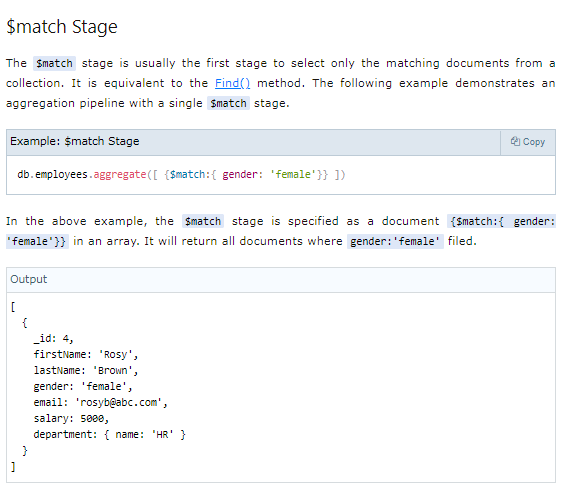 $match Stage
The $match stage is usually the first stage to select only the matching documents from a
collection. It is equivalent to the Find() method. The following example demonstrates an
aggregation pipeline with a single $match stage.
Example: $match Stage
Copy
db.employees.aggregate([ {$match:{ gender: 'female'}} ])
In the above example, the $match stage is specified as a document {$match:{ gender:
'female'}} in an array. It will return all documents where gender:'female' filed.
Output
[
  {
    _id: 4,
    firstName: 'Rosy',
    lastName: 'Brown',
    gender: 'female',
    email: 'rosyb@abc.com',
    salary: 5000,
    department: { name: 'HR' }
  }
]